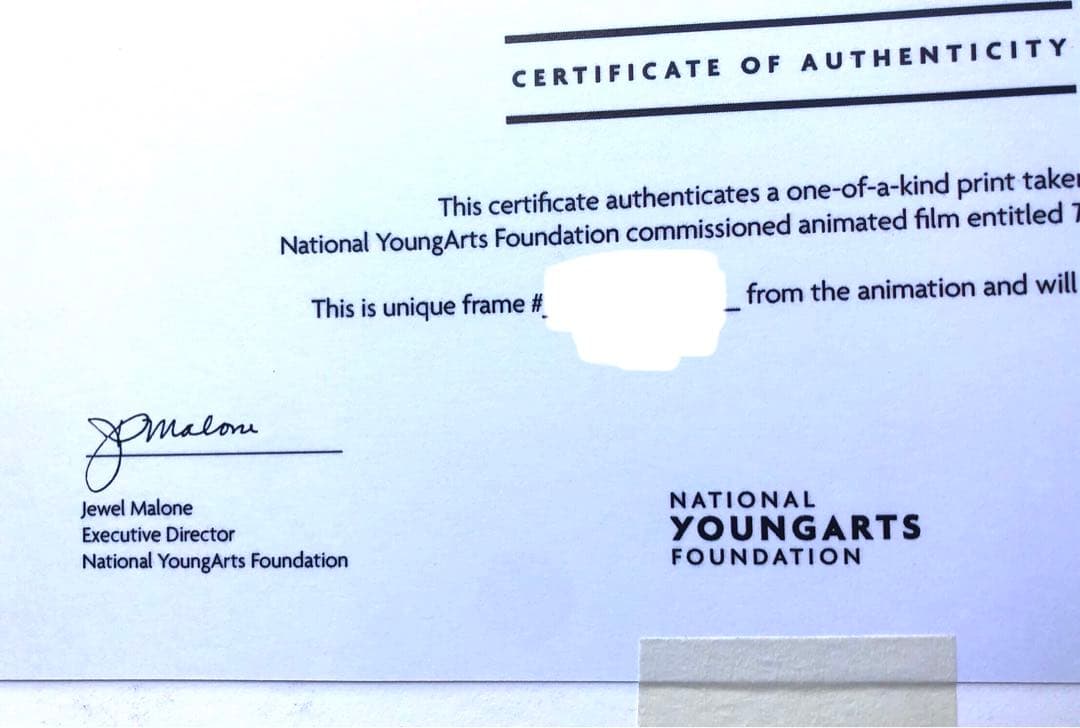 CERTIFICATE OF AUTHENTICITY
This certificate authenticates a one-of-a-kind print
National YoungArts Foundation commissioned animated film entitled
This is unique frame #_ _ from the animation and will
JPMalone
Jewel Malone
Executive Director
National YoungArts Foundation
NATIONAL
YOUNGARTS
FOUNDATION